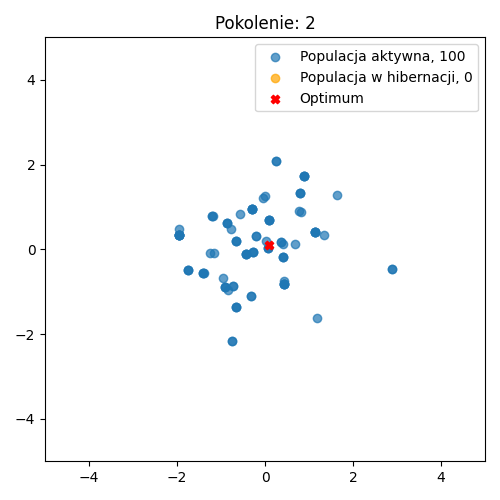 Pokolenie: 2
Populacja aktywna, 100
Populacja w hibernacji, 0
Optimum
4
2
0
−2
−4
−4 −2 0 2 4